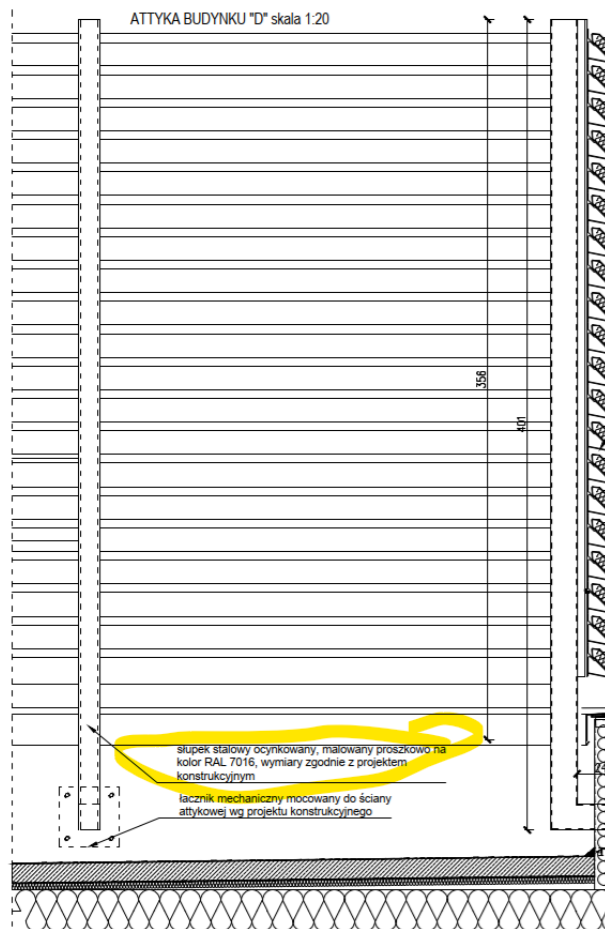 ATTYKA BUDYNKU "D" skala 1:20
356
401
słupek stalowy ocynkowany, malowany proszkowo na
kolor RAL 7016, wymiary zgodnie z projektem
konstrukcyjnym
łacznik mechaniczny mocowany do ściany
attykowej wg projektu konstrukcyjnego